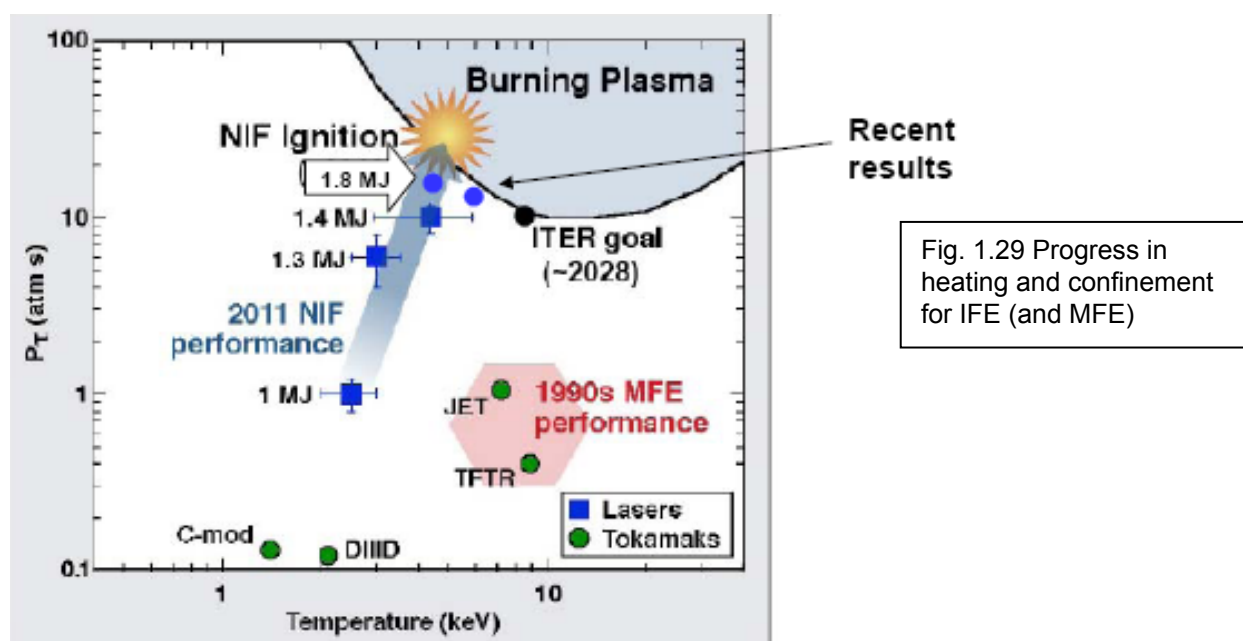 100
Burning Plasma
NIF Ignition
1.8 MJ
Recent
results
10
1.4 MJ
ITER goal
(~2028)
1.3 MJ
Fig. 1.29 Progress in
heating and confinement
for IFE (and MFE)
Pτ (atm s)
2011 NIF
performance
1
1 MJ
JET
1990s MFE
performance
TFTR
Lasers
Tokamaks
C-mod
DIIID
0.1
1
10
Temperature (keV)